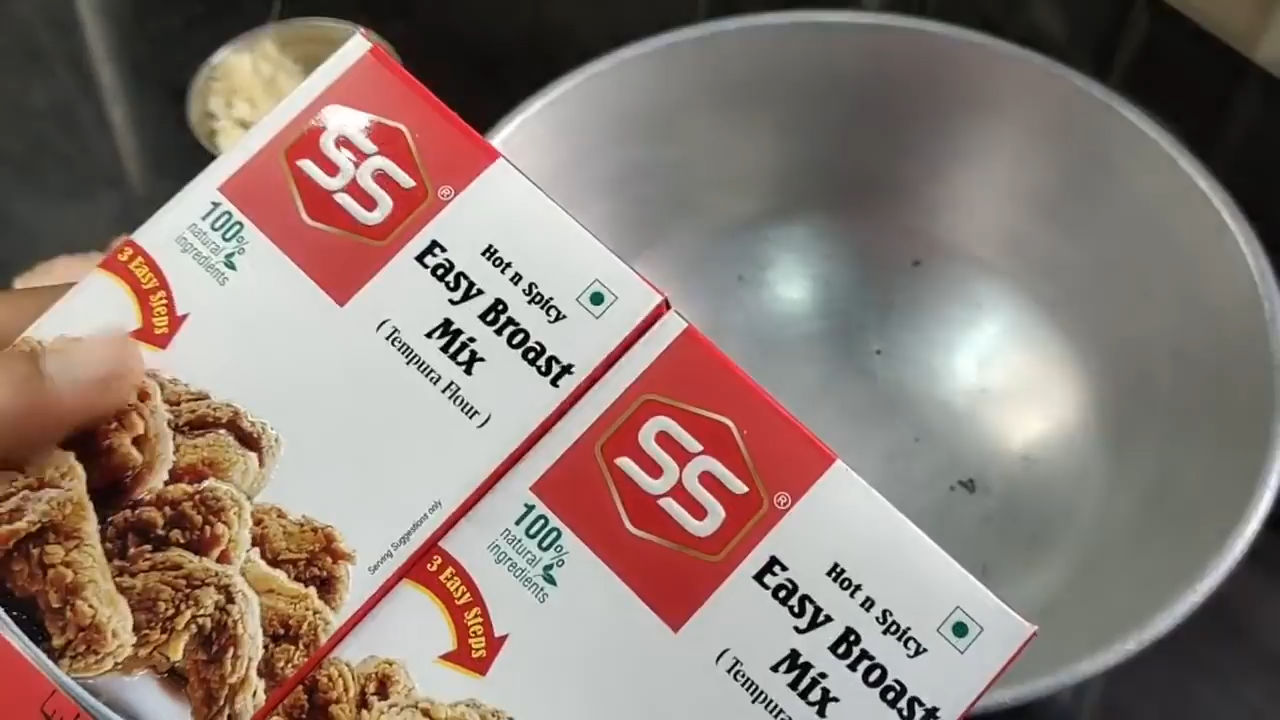 SS
®
100%
natural
ingredients
3 Easy Steps
Hot n Spicy
Easy Broast
Mix
( Tempura Flour )
Serving Suggestions only
SS
®
100%
natural
ingredients
3 Easy Steps
Hot n Spicy
Easy Broast
Mix
( Tempura